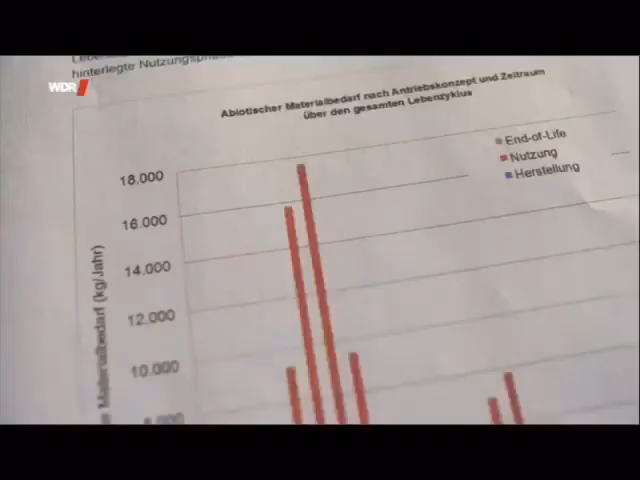 hinterlegte Nutzungsphase
WDR
Abiotischer Materialbedarf nach Antriebskonzept und Zeitraum
über den gesamten Lebenzyklus
End-of-Life
Nutzung
Herstellung
18.000
16.000
14.000
12.000
10.000
Materialbedarf (kg/Jahr)